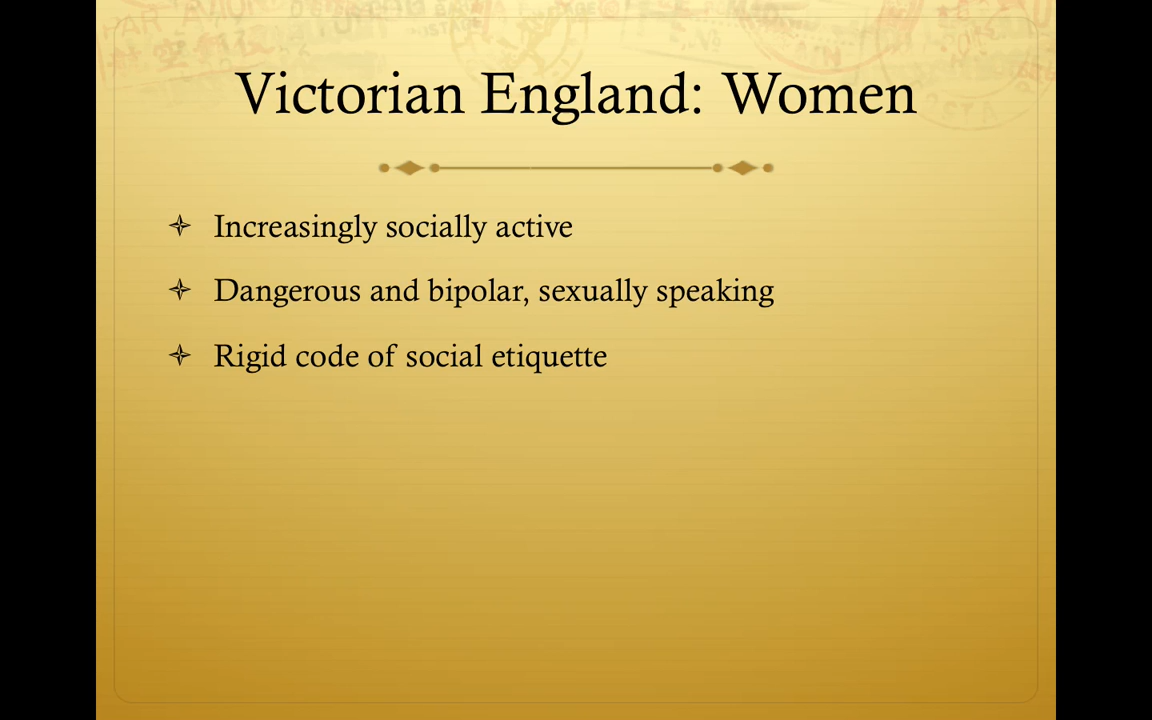 Victorian England: Women
Increasingly socially active
Dangerous and bipolar, sexually speaking
Rigid code of social etiquette